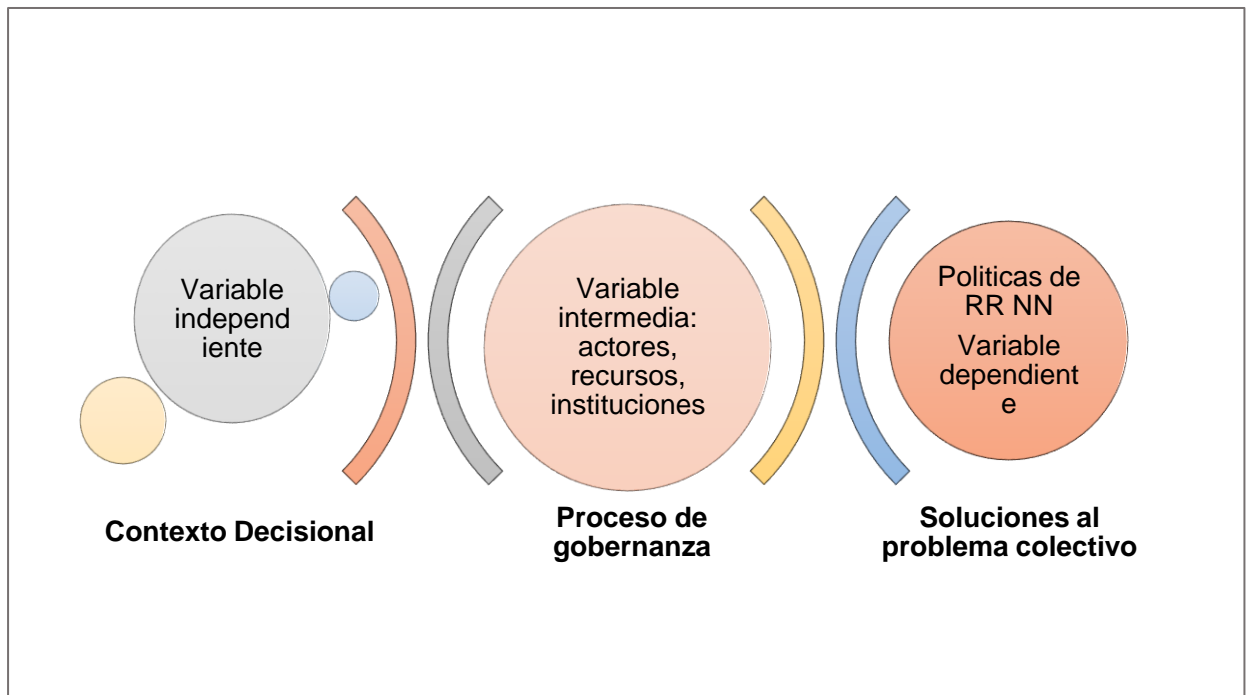 Variable
independ
iente
Variable
intermedia:
actores,
recursos,
instituciones
Politicas de
RR NN
Variable
dependient
e
Contexto Decisional
Proceso de
gobernanza
Soluciones al
problema colectivo